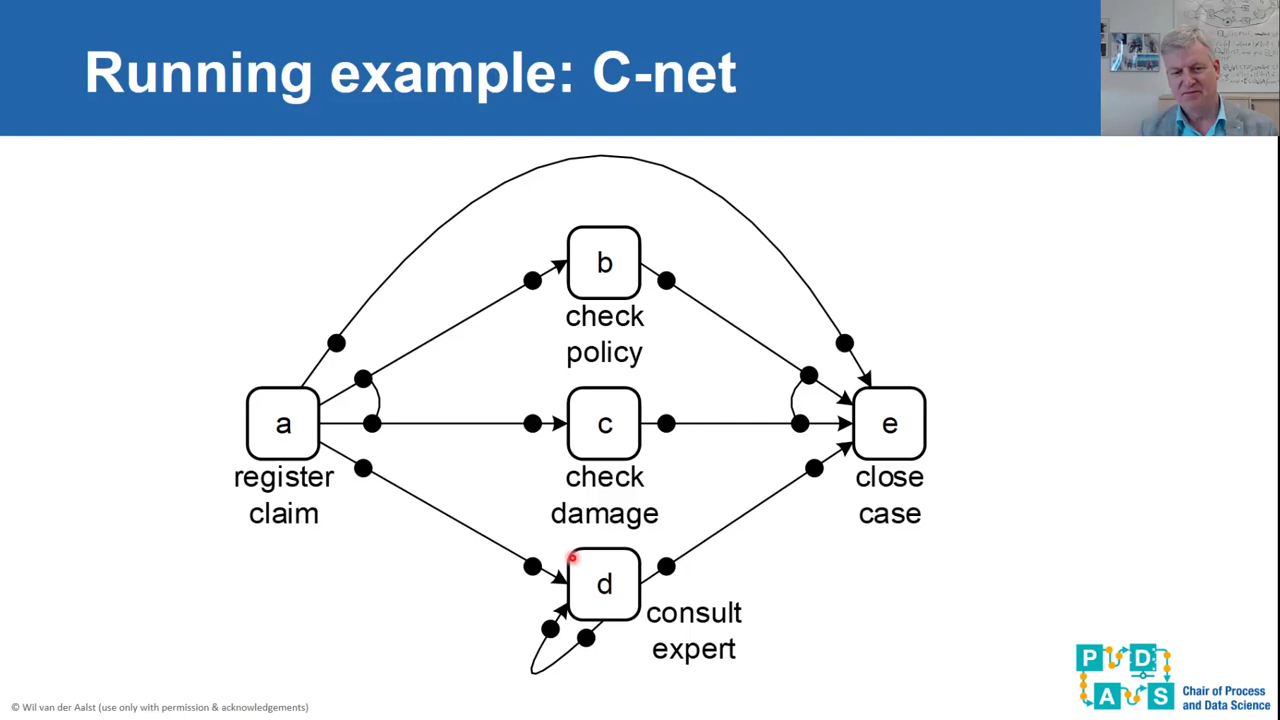 Running example: C-net
b
check
policy
a
register
claim
c
check
damage
e
close
case
d
consult
expert
P D
A S
Chair of Process
and Data Science
© Wil van der Aalst (use only with permission & acknowledgements)